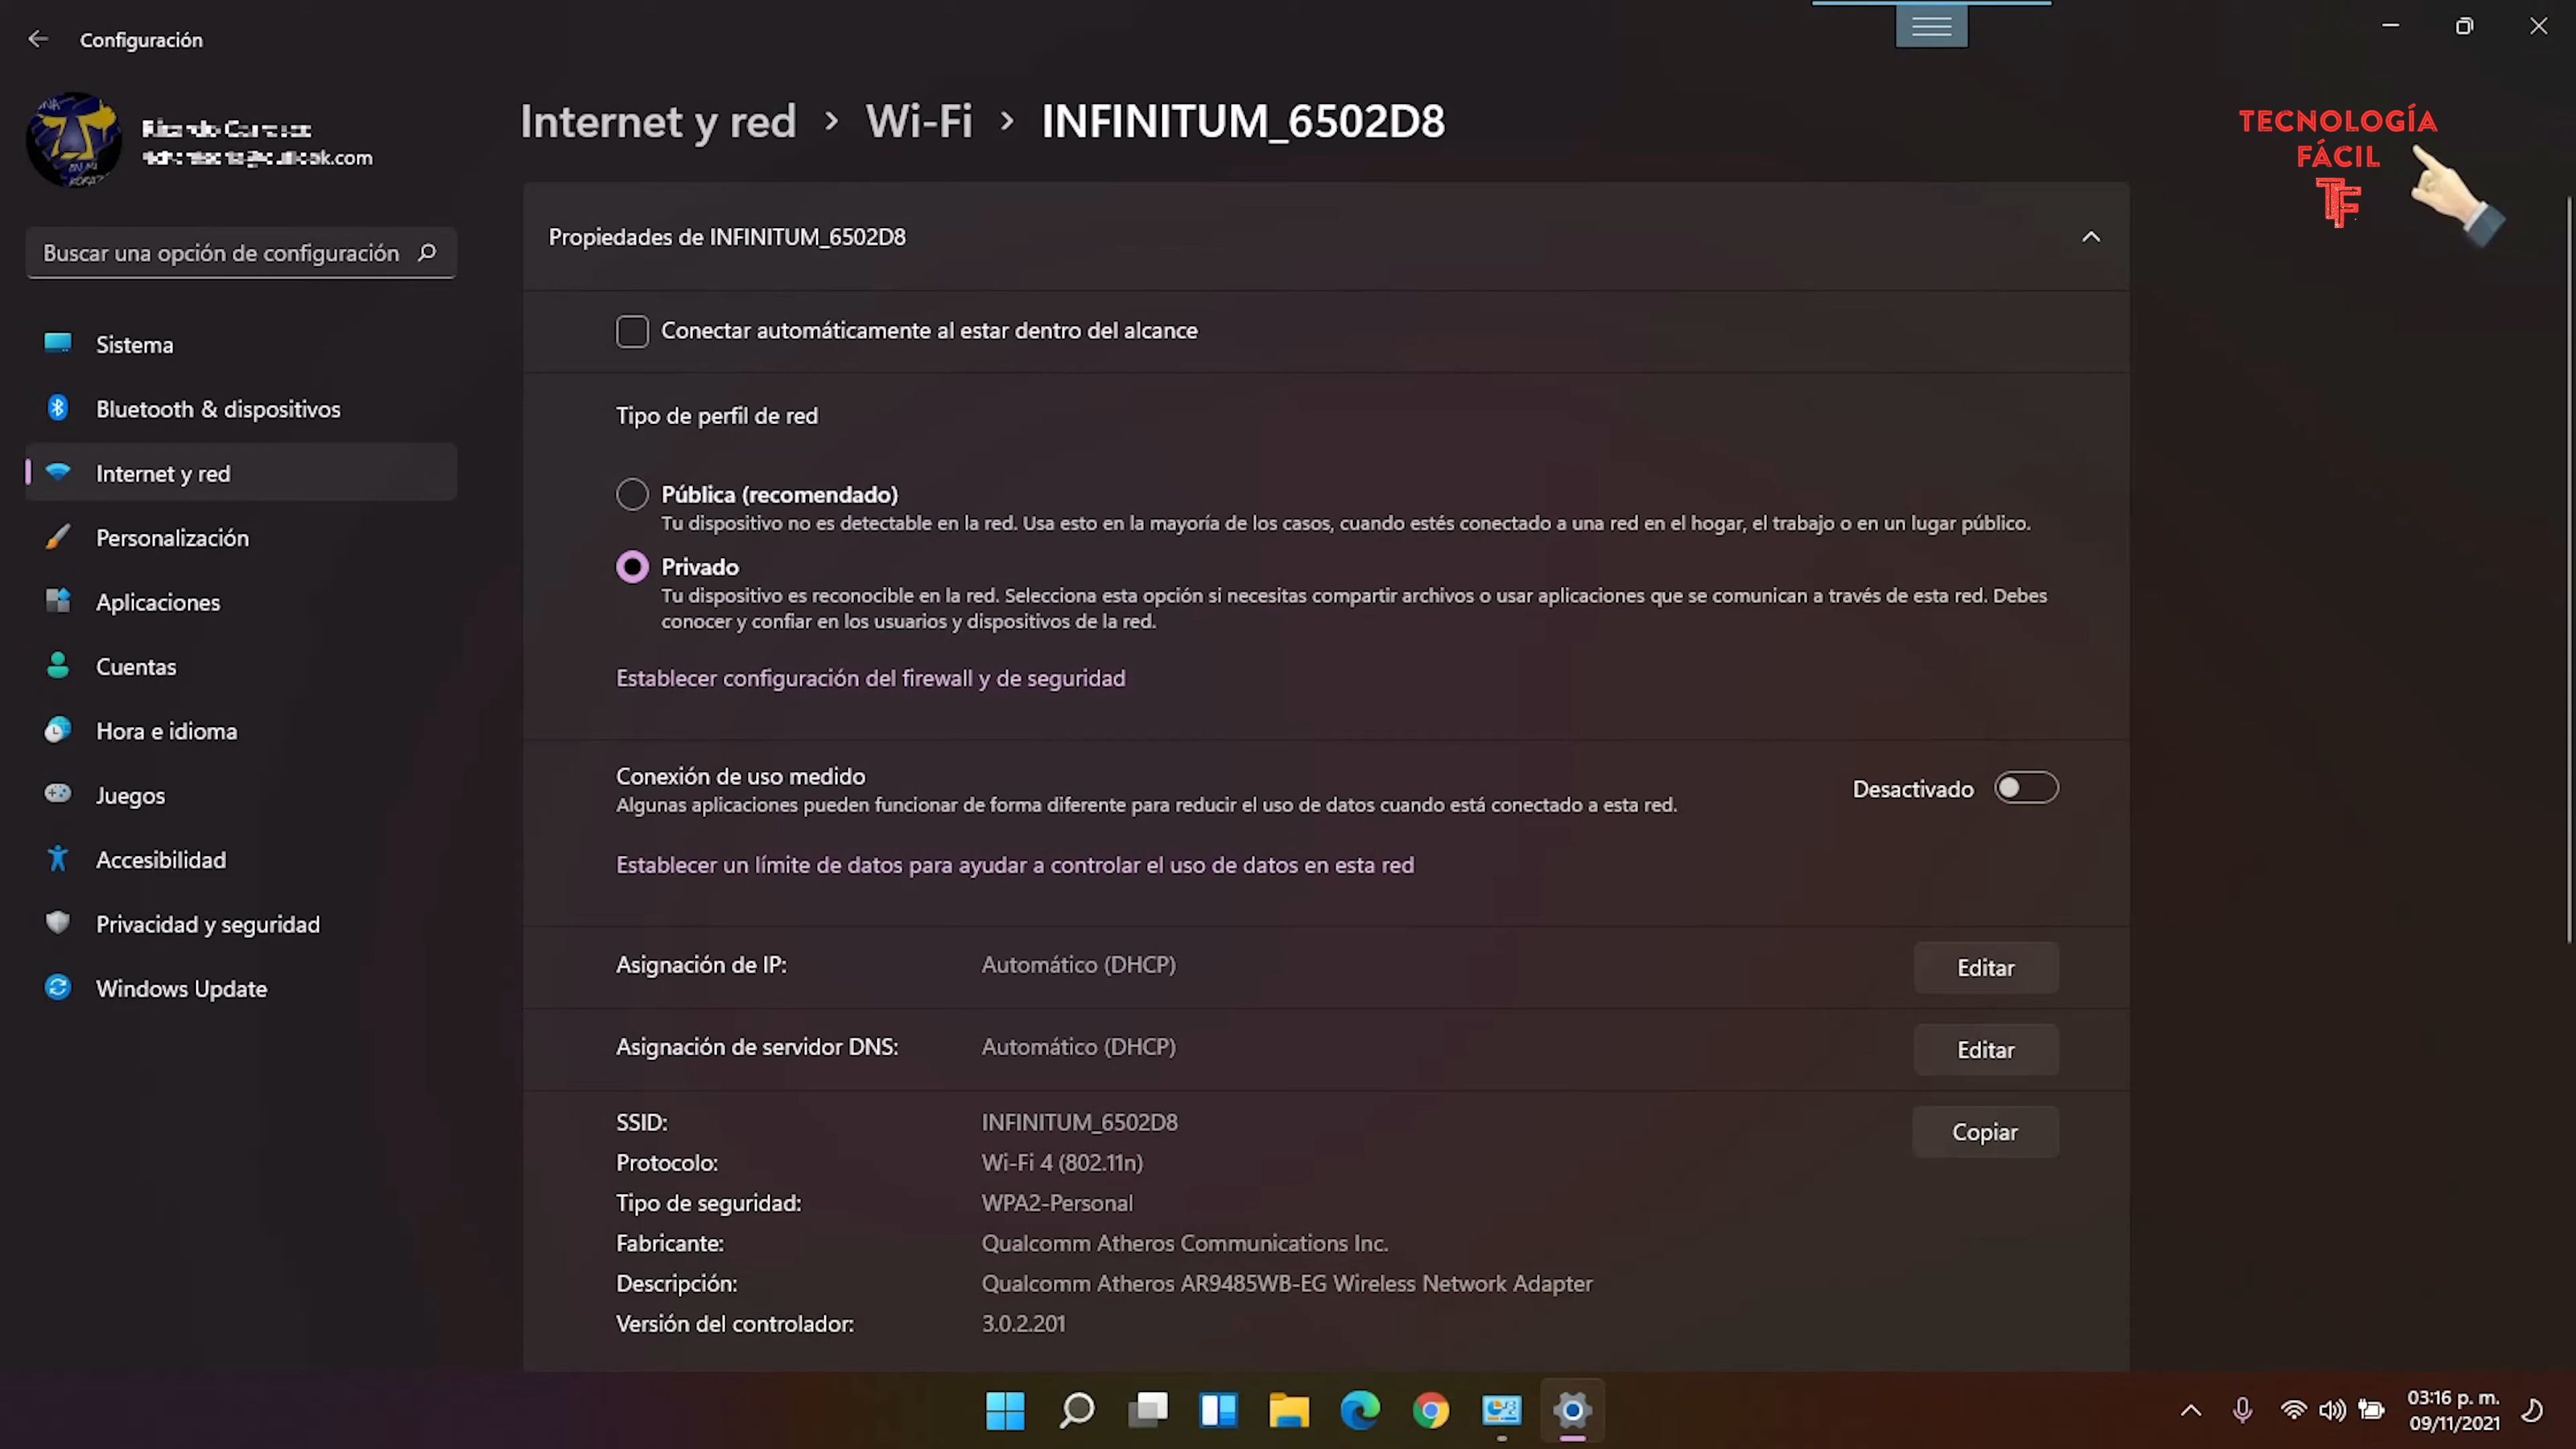 Configuración
TECNOLOGÍA
FÁCIL
TF
.com
Internet y red > Wi-Fi > INFINITUM_6502D8
Buscar una opción de configuración
Sistema
Bluetooth & dispositivos
Internet y red
Personalización
Aplicaciones
Cuentas
Hora e idioma
Juegos
Accesibilidad
Privacidad y seguridad
Windows Update
Propiedades de INFINITUM_6502D8
Conectar automáticamente al estar dentro del alcance
Tipo de perfil de red
Pública (recomendado)
Tu dispositivo no es detectable en la red. Usa esto en la mayoría de los casos, cuando estés conectado a una red en el hogar, el trabajo o en un lugar público.
Privado
Tu dispositivo es reconocible en la red. Selecciona esta opción si necesitas compartir archivos o usar aplicaciones que se comunican a través de esta red. Debes
conocer y confiar en los usuarios y dispositivos de la red.
Establecer configuración del firewall y de seguridad
Conexión de uso medido
Algunas aplicaciones pueden funcionar de forma diferente para reducir el uso de datos cuando está conectado a esta red.
Desactivado
Establecer un límite de datos para ayudar a controlar el uso de datos en esta red
Asignación de IP: Automático (DHCP) Editar
Asignación de servidor DNS: Automático (DHCP) Editar
SSID: INFINITUM_6502D8 Copiar
Protocolo: Wi-Fi 4 (802.11n)
Tipo de seguridad: WPA2-Personal
Fabricante: Qualcomm Atheros Communications Inc.
Descripción: Qualcomm Atheros AR9485WB-EG Wireless Network Adapter
Versión del controlador: 3.0.2.201
03:16 p. m.
09/11/2021